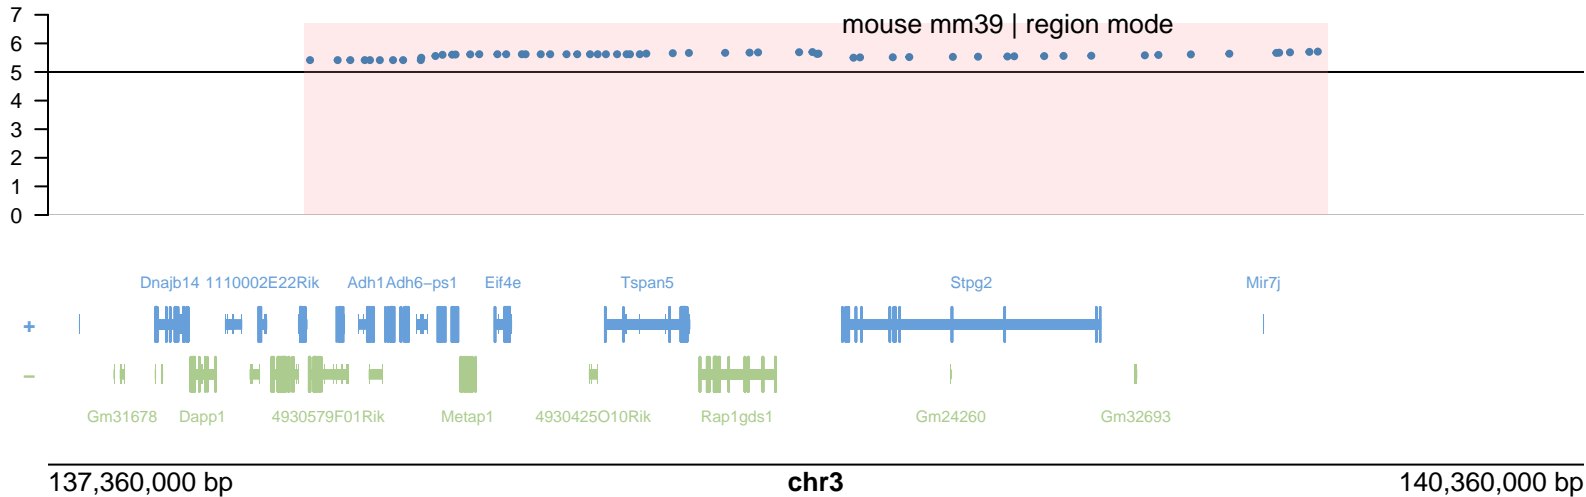 mouse mm39 | region mode
7
6
5
4
3
2
1
0
Dnajb14 1110002E22Rik Adh1 Adh6−ps1 Eif4e Tspan5 Stpg2 Mir7j
+
−
Gm31678 Dapp1 4930579F01Rik Metap1 4930425O10Rik Rap1gds1 Gm24260 Gm32693
137,360,000 bp chr3 140,360,000 bp